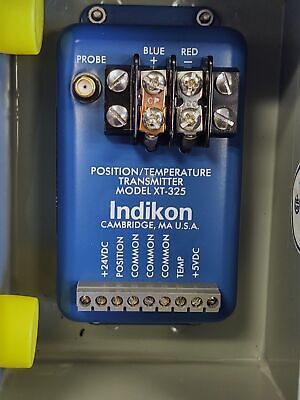 BLUE RED
PROBE + −
CP
POSITION/TEMPERATURE
TRANSMITTER
MODEL XT-325
Indikon
CAMBRIDGE, MA U.S.A.
+24VDC
POSITION
COMMON
COMMON
COMMON
TEMP
+5VDC